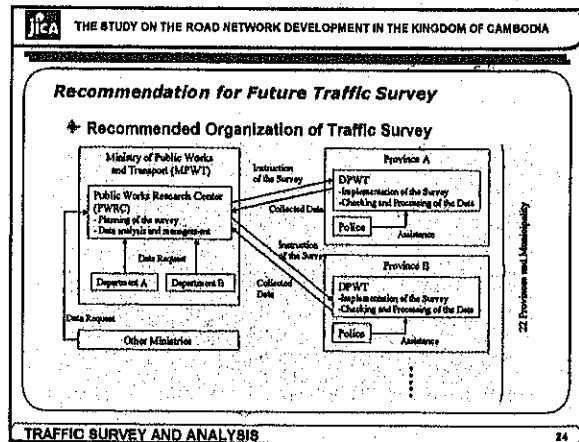 JICA THE STUDY ON THE ROAD NETWORK DEVELOPMENT IN THE KINGDOM OF CAMBODIA
Recommendation for Future Traffic Survey
Recommended Organization of Traffic Survey
Ministry of Public Works
and Transport (MPWT)
Public Works Research Center
(PWRC)
- Planning of the survey
- Data analysis and management
Data Request
Department A
Department B
Data Request
Other Ministries
Instruction
of the Survey
Collected Data
Instruction
of the Survey
Collected
Data
Province A
DPWT
-Implementation of the Survey
-Checking and Processing of the Data
Police
Assistance
Province B
DPWT
-Implementation of the Survey
-Checking and Processing of the Data
Police
Assistance
22 Provinces and Municipality
TRAFFIC SURVEY AND ANALYSIS
24